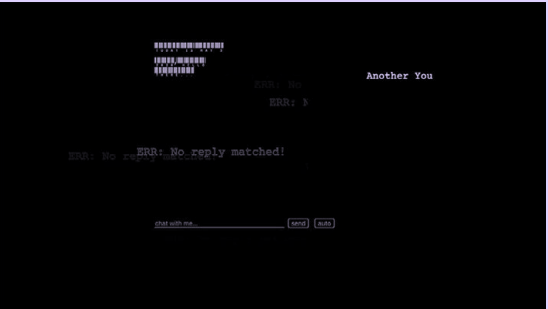 Another You
ERR: No
ERR: N
ERR: No reply matched!
ERR: No reply matched!
chat with me...
send
auto